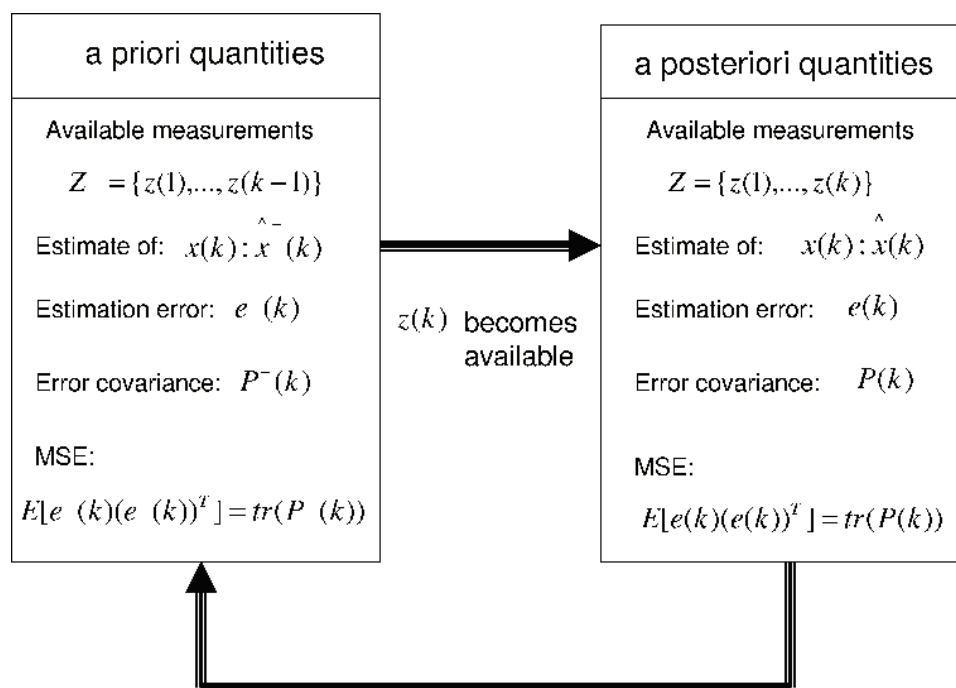 a priori quantities
Available measurements
Z = {z(1),...,z(k−1)}
Estimate of: x(k): x̂⁻(k)
Estimation error: e (k)
Error covariance: P⁻(k)
MSE:
E⌊e (k)(e (k))ᵀ⌋ = tr(P (k))
z(k) becomes
available
a posteriori quantities
Available measurements
Z = {z(1),...,z(k)}
Estimate of: x(k): x̂(k)
Estimation error: e(k)
Error covariance: P(k)
MSE:
E⌊e(k)(e(k))ᵀ⌋ = tr(P(k))